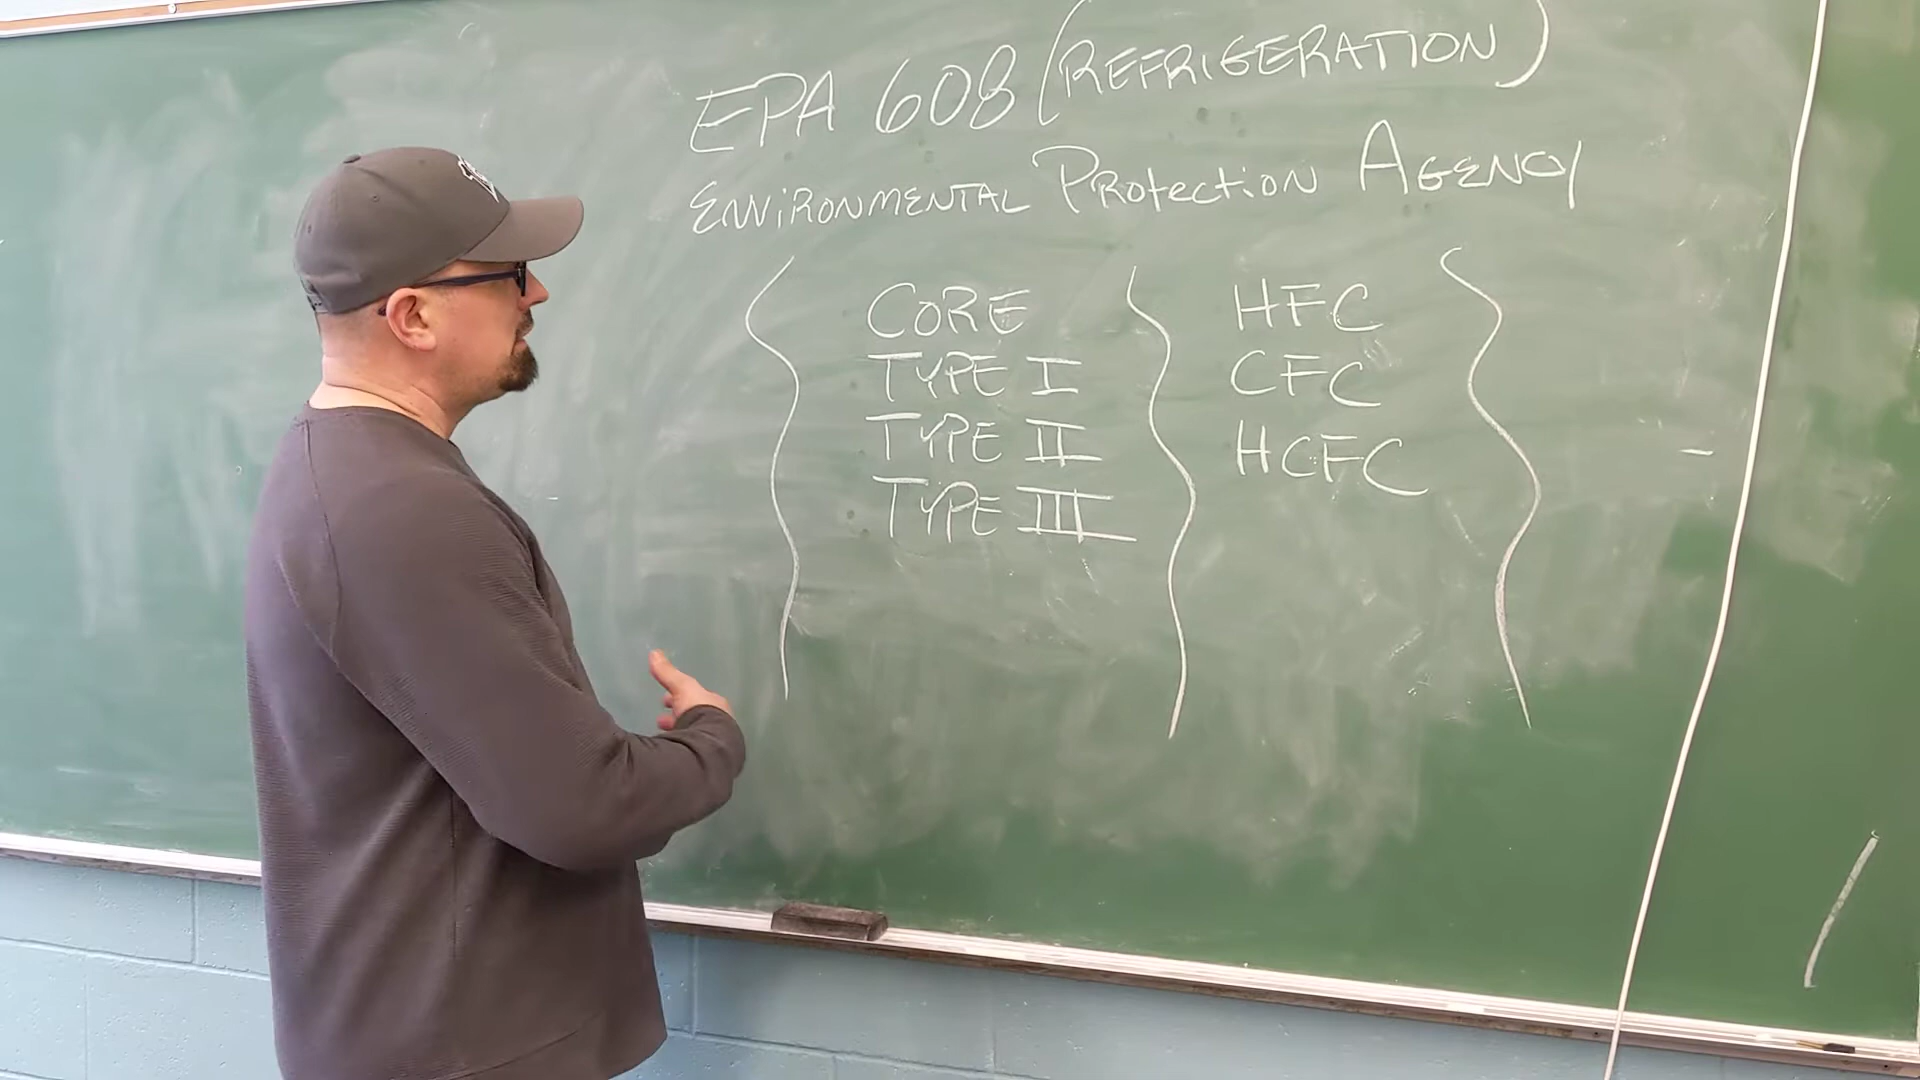 EPA 608 (REFRIGERATION)
ENVIRONMENTAL PROTECTION AGENCY
CORE
TYPE I
TYPE II
TYPE III
HFC
CFC
HCFC